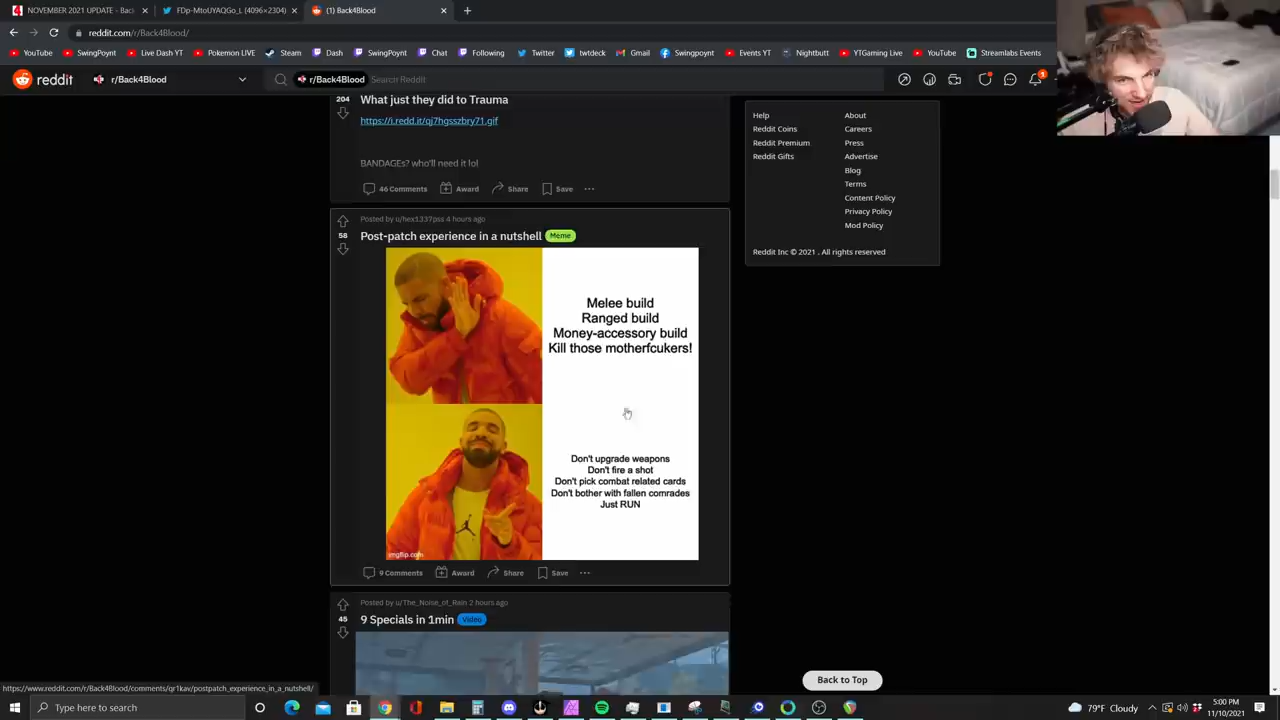 NOVEMBER 2021 UPDATE - Bac
FDp-MtoUYAQGo_L (4096×2304)
(1) Back4Blood
reddit.com/r/Back4Blood/
YouTube
SwingPoynt
Live Dash YT
Pokemon LIVE
Steam
Dash
SwingPoynt
Chat
Following
Twitter
twtdeck
Gmail
Swingpoynt
Events YT
Nightbutt
YTGaming Live
YouTube
Streamlabs Events
reddit
r/Back4Blood
r/Back4Blood
Search Reddit
1
204
What just they did to Trauma
https://i.redd.it/qj7hgsszbry71.gif
BANDAGEs? who'll need it lol
46 Comments
Award
Share
Save
Help
About
Reddit Coins
Careers
Reddit Premium
Press
Reddit Gifts
Advertise
Blog
Terms
Content Policy
Privacy Policy
Mod Policy
Reddit Inc © 2021 . All rights reserved
Posted by u/hex1337pss 4 hours ago
58
Post-patch experience in a nutshell
Meme
Melee build
Ranged build
Money-accessory build
Kill those motherfcukers!
Don't upgrade weapons
Don't fire a shot
Don't pick combat related cards
Don't bother with fallen comrades
Just RUN
imgflip.com
9 Comments
Award
Share
Save
Posted by u/The_Noise_of_Rain 2 hours ago
45
9 Specials in 1min
Video
Back to Top
https://www.reddit.com/r/Back4Blood/comments/qr1kav/postpatch_experience_in_a_nutshell/
Type here to search
79°F Cloudy
5:00 PM
11/10/2021